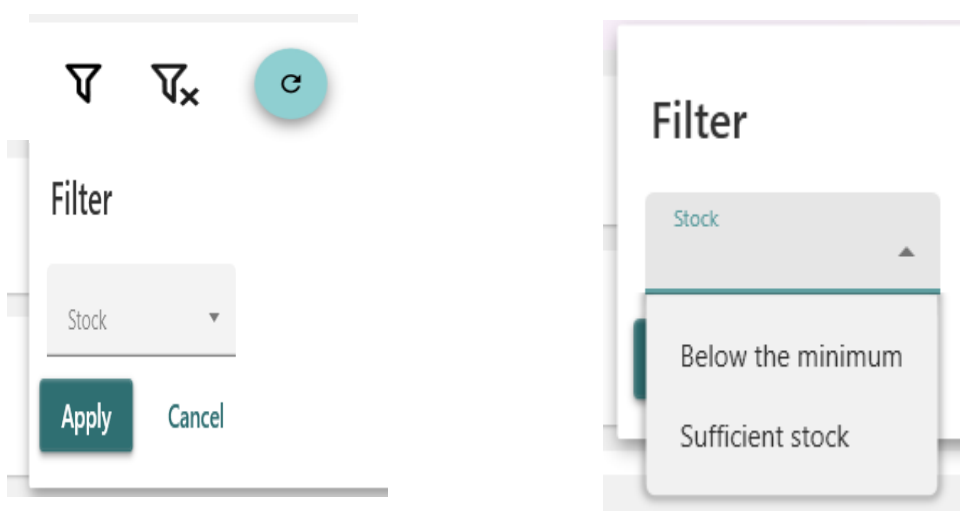 Filter
Stock
Apply Cancel
Filter
Stock
Below the minimum
Sufficient stock